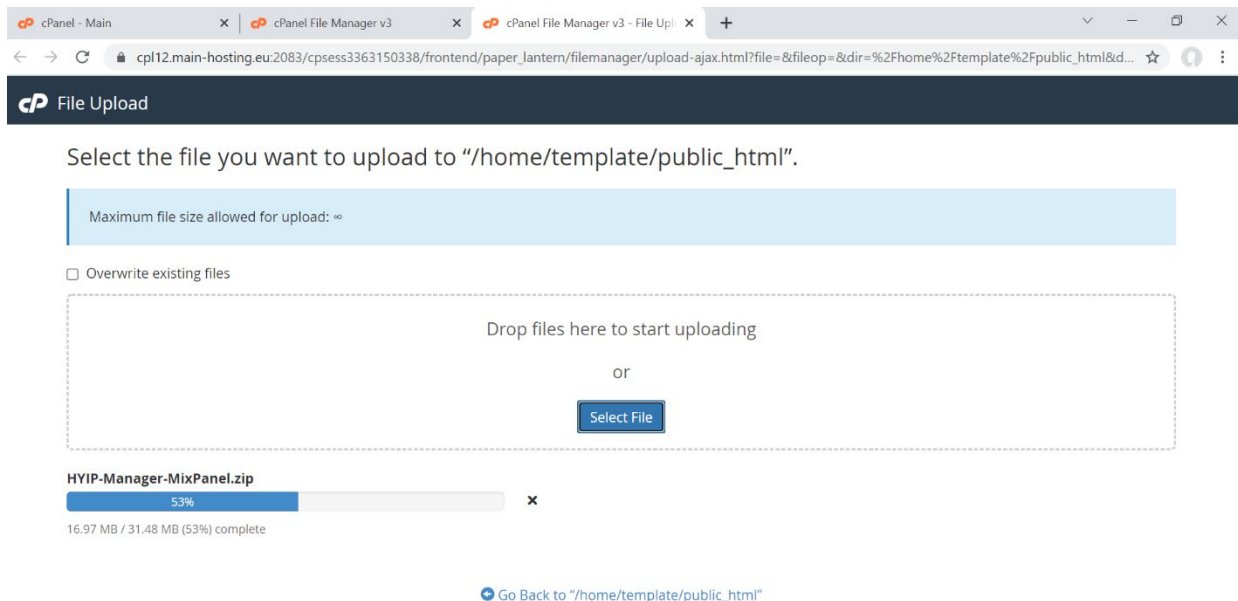 cPanel - Main
cPanel File Manager v3
cPanel File Manager v3 - File Upl
cpl12.main-hosting.eu:2083/cpsess3363150338/frontend/paper_lantern/filemanager/upload-ajax.html?file=&fileop=&dir=%2Fhome%2Ftemplate%2Fpublic_html&d...
cP File Upload
Select the file you want to upload to “/home/template/public_html”.
Maximum file size allowed for upload: ∞
Overwrite existing files
Drop files here to start uploading
or
Select File
HYIP-Manager-MixPanel.zip
53%
16.97 MB / 31.48 MB (53%) complete
Go Back to “/home/template/public_html”